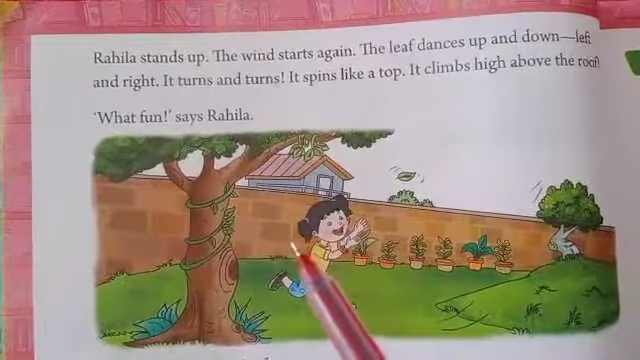 Rahila stands up. The wind starts again. The leaf dances up and down—left
and right. It turns and turns! It spins like a top. It climbs high above the roof!
‘What fun!’ says Rahila.